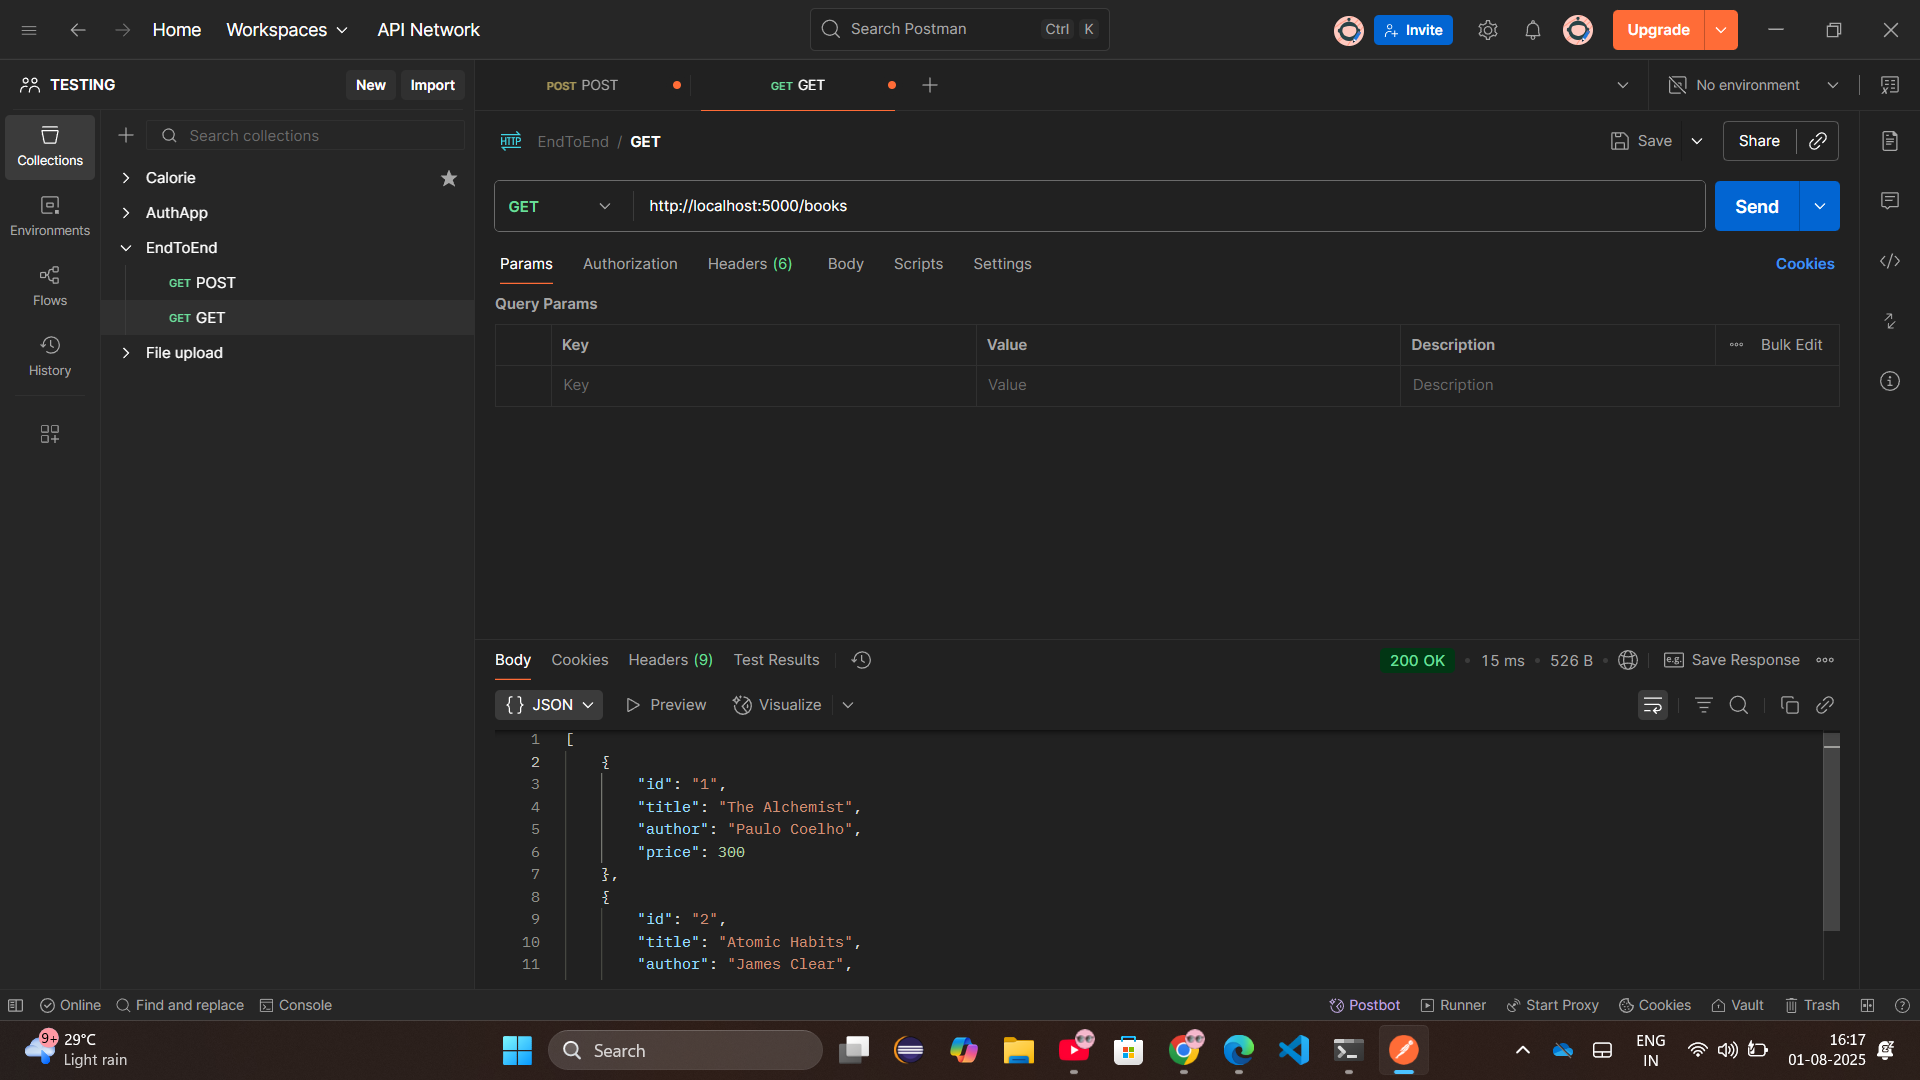 Home Workspaces API Network Search Postman Ctrl K Invite Upgrade
TESTING New Import POST POST GET GET No environment
Collections Search collections EndToEnd / GET Save Share
Calorie
GET http://localhost:5000/books Send
AuthApp
Environments
EndToEnd
Params Authorization Headers (6) Body Scripts Settings Cookies
GET POST
Flows
Query Params
GET GET
Key Value Description Bulk Edit
File upload
History
Key Value Description
Body Cookies Headers (9) Test Results 200 OK 15 ms 526 B e.g. Save Response
{} JSON Preview Visualize
1 [
2 {
3 "id": "1",
4 "title": "The Alchemist",
5 "author": "Paulo Coelho",
6 "price": 300
7 },
8 {
9 "id": "2",
10 "title": "Atomic Habits",
11 "author": "James Clear",
Online Find and replace Console Postbot Runner Start Proxy Cookies Vault Trash
9+ 29°C
Light rain
Search
ENG
IN
16:17
01-08-2025